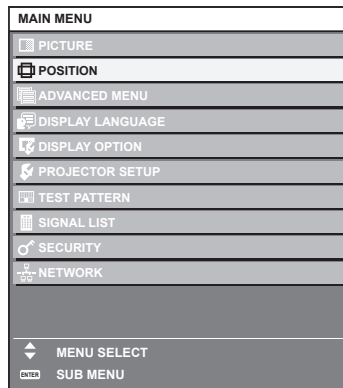 MAIN MENU
PICTURE
POSITION
ADVANCED MENU
DISPLAY LANGUAGE
DISPLAY OPTION
PROJECTOR SETUP
TEST PATTERN
SIGNAL LIST
SECURITY
NETWORK
MENU SELECT
ENTER SUB MENU